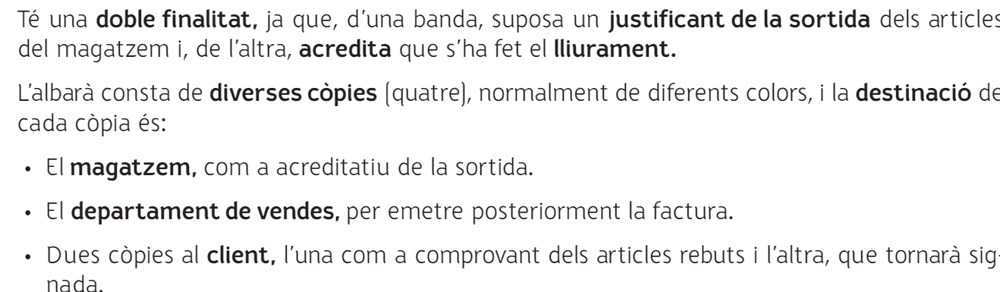 Té una doble finalitat, ja que, d’una banda, suposa un justificant de la sortida dels articles
del magatzem i, de l’altra, acredita que s’ha fet el lliurament.
L’albarà consta de diverses còpies (quatre), normalment de diferents colors, i la destinació de
cada còpia és:
• El magatzem, com a acreditatiu de la sortida.
• El departament de vendes, per emetre posteriorment la factura.
• Dues còpies al client, l’una com a comprovant dels articles rebuts i l’altra, que tornarà sig-
nada.